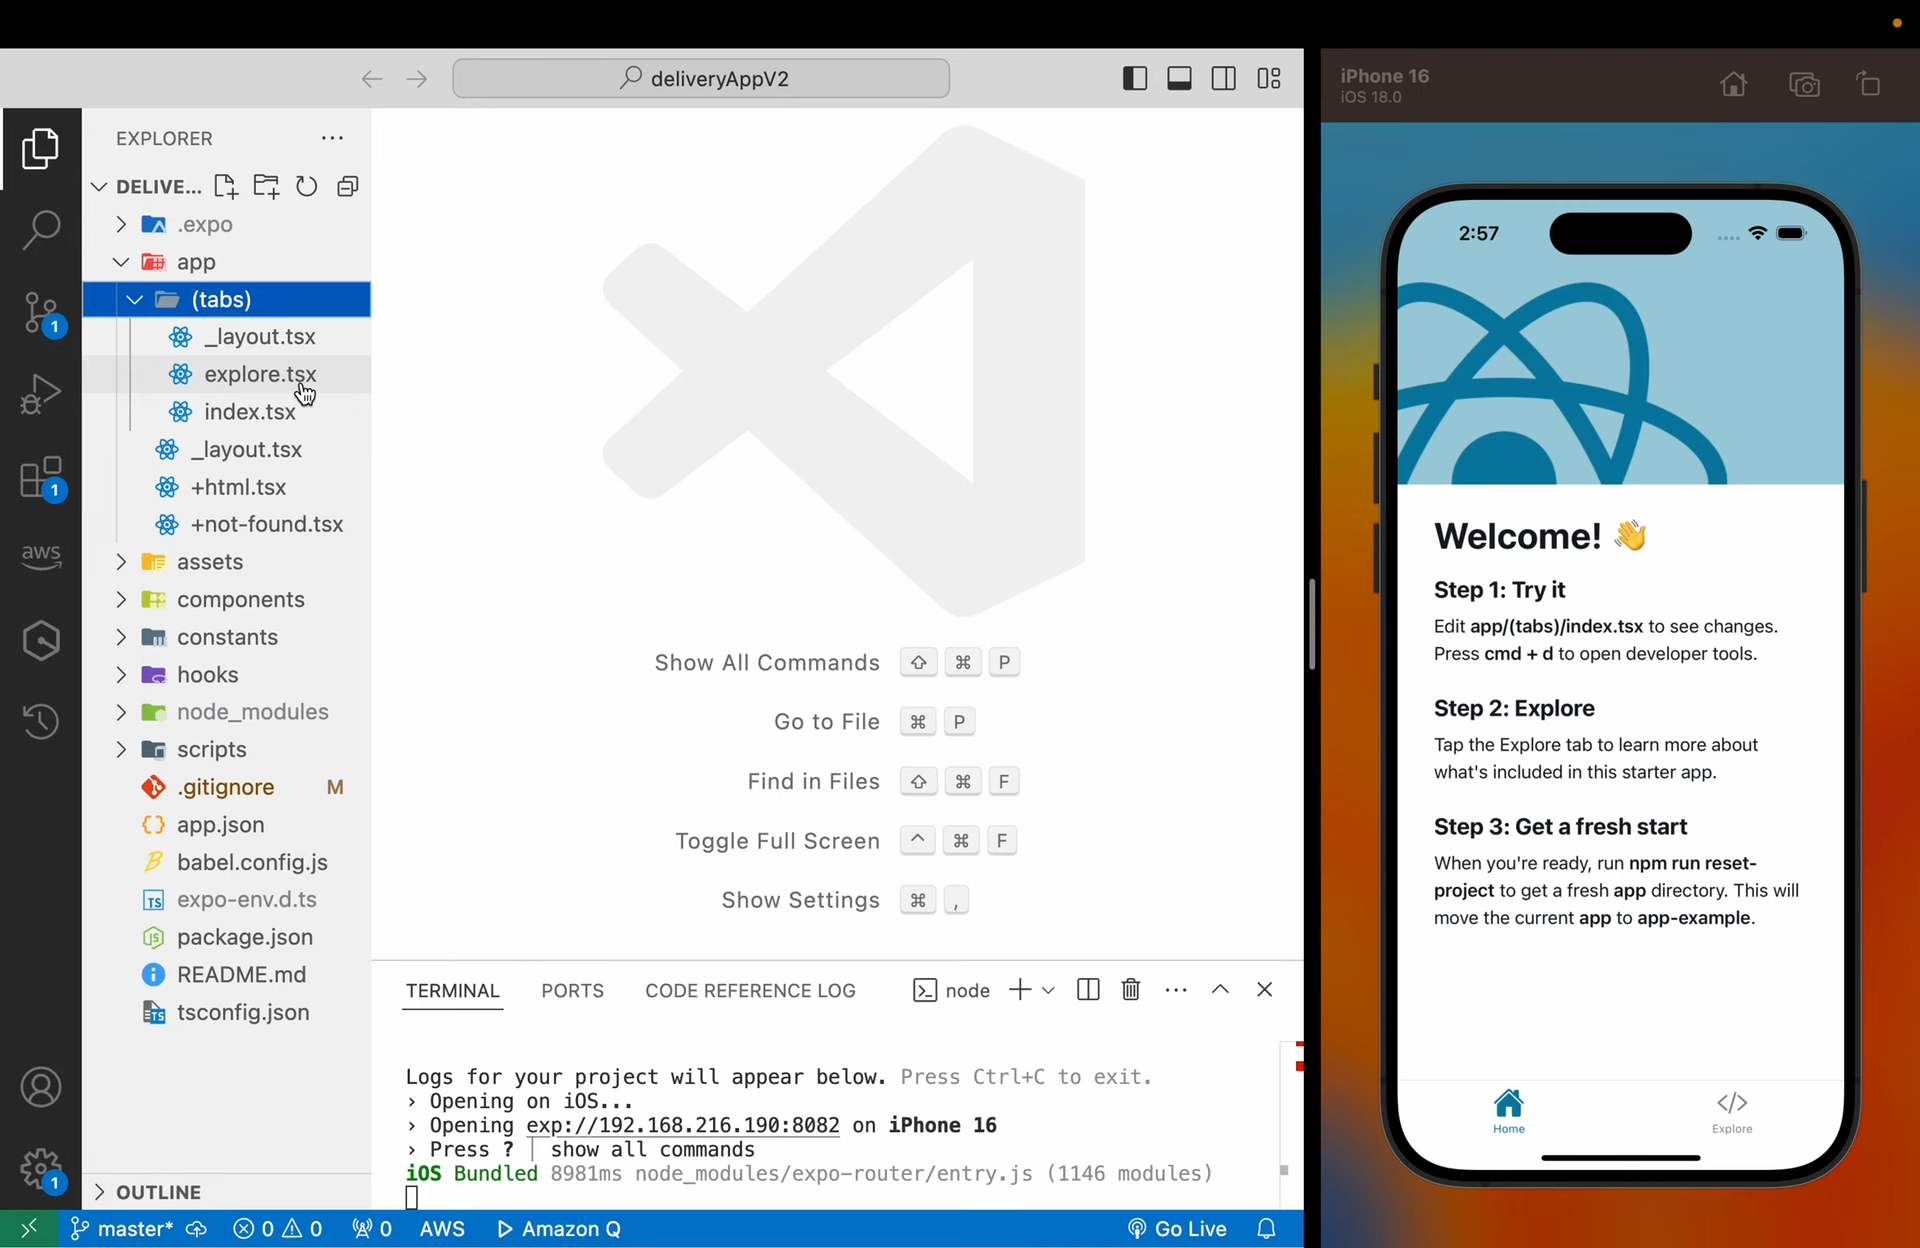 deliveryAppV2
EXPLORER
DELIVE...
.expo
app
(tabs)
_layout.tsx
explore.tsx
index.tsx
_layout.tsx
+html.tsx
+not-found.tsx
assets
components
constants
hooks
node_modules
scripts
.gitignore M
app.json
babel.config.js
TS expo-env.d.ts
package.json
README.md
TS tsconfig.json
OUTLINE
1
1
aws
1
Show All Commands ⇧ ⌘ P
Go to File ⌘ P
Find in Files ⇧ ⌘ F
Toggle Full Screen ^ ⌘ F
Show Settings ⌘ ,
TERMINAL PORTS CODE REFERENCE LOG node
Logs for your project will appear below. Press Ctrl+C to exit.
› Opening on iOS...
› Opening exp://192.168.216.190:8082 on iPhone 16
› Press ? │ show all commands
iOS Bundled 8981ms node_modules/expo-router/entry.js (1146 modules)
master* 0 0 0 AWS Amazon Q Go Live
iPhone 16
iOS 18.0
2:57
Welcome! 👋
Step 1: Try it
Edit app/(tabs)/index.tsx to see changes.
Press cmd + d to open developer tools.
Step 2: Explore
Tap the Explore tab to learn more about
what's included in this starter app.
Step 3: Get a fresh start
When you're ready, run npm run reset-
project to get a fresh app directory. This will
move the current app to app-example.
Home Explore